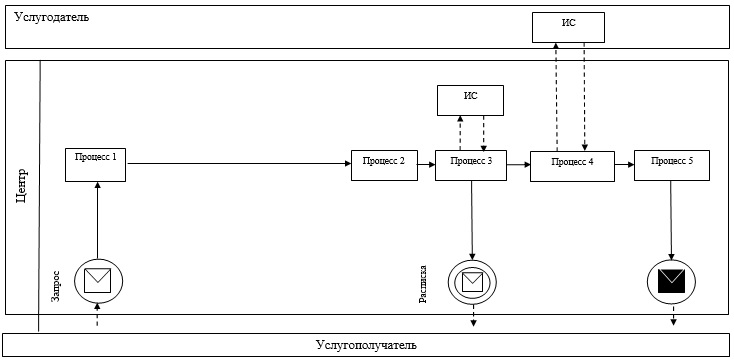 Услугодатель
ИС
ИС
Центр
Процесс 1
Процесс 2
Процесс 3
Процесс 4
Процесс 5
Запрос
Расписка
Услугополучатель